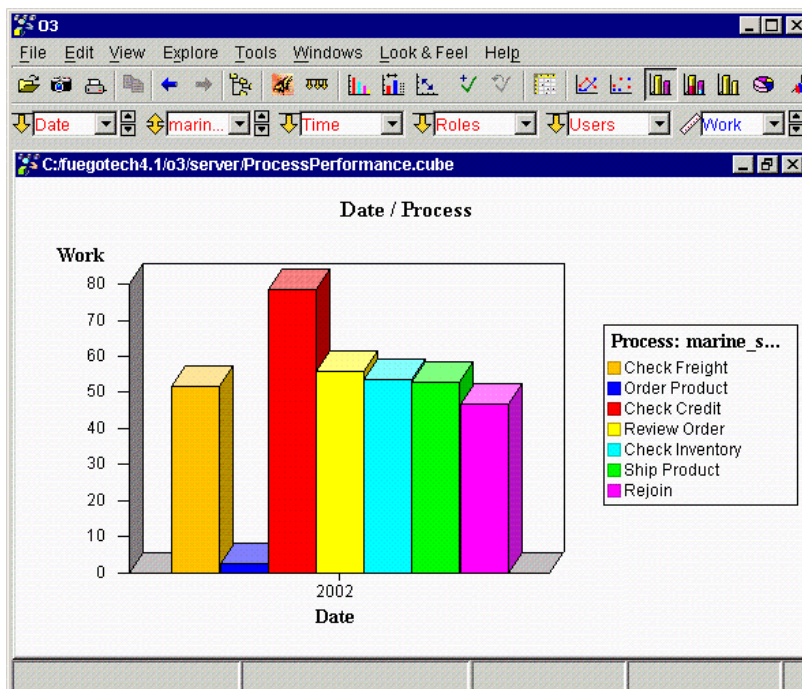 O3
File Edit View Explore Tools Windows Look & Feel Help
Date marin... Time Roles Users Work
C:/fuegotech4.1/o3/server/ProcessPerformance.cube
Date / Process
Work
80
70
60
50
40
30
20
10
0
2002
Date
Process: marine_s...
Check Freight
Order Product
Check Credit
Review Order
Check Inventory
Ship Product
Rejoin